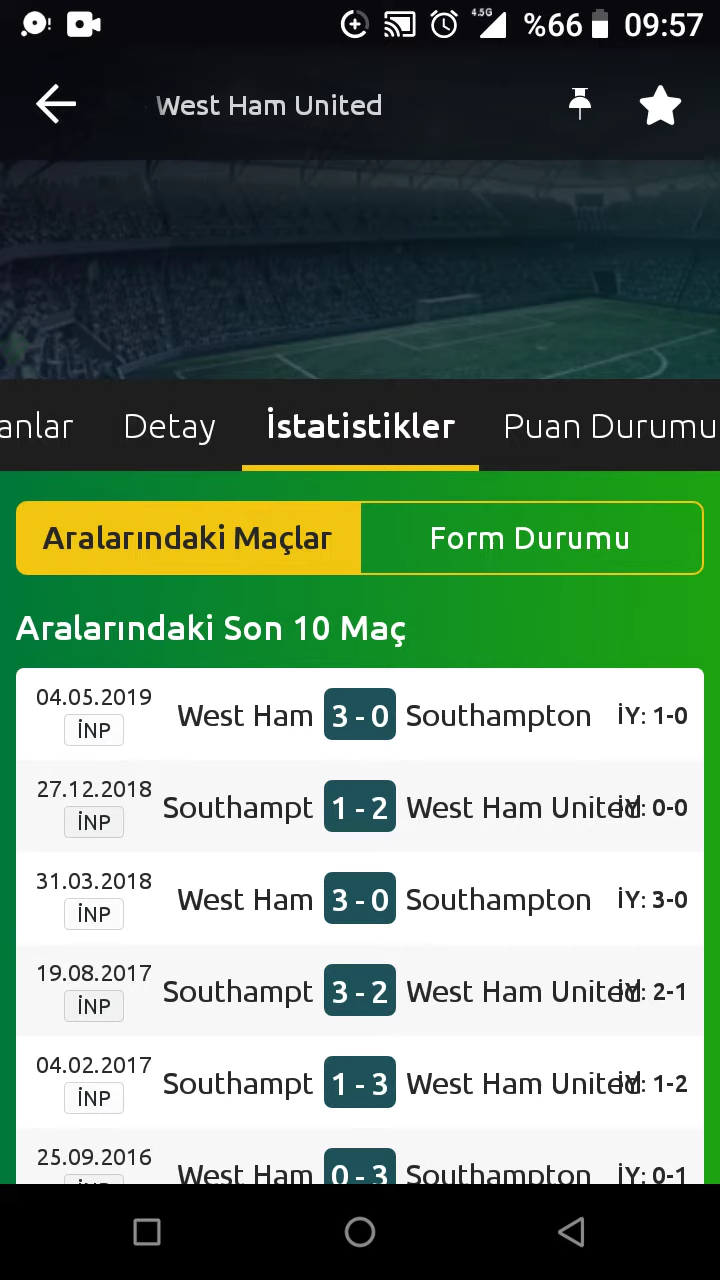 4.5G %66 09:57
West Ham United
anlar Detay İstatistikler Puan Durumu
Aralarındaki Maçlar Form Durumu
Aralarındaki Son 10 Maç
04.05.2019
İNP
West Ham 3 - 0 Southampton İY: 1-0
27.12.2018
İNP
Southampt 1 - 2 West Ham United İY: 0-0
31.03.2018
İNP
West Ham 3 - 0 Southampton İY: 3-0
19.08.2017
İNP
Southampt 3 - 2 West Ham United İY: 2-1
04.02.2017
İNP
Southampt 1 - 3 West Ham United İY: 1-2
25.09.2016
West Ham 0 - 3 Southampton İY: 0-1